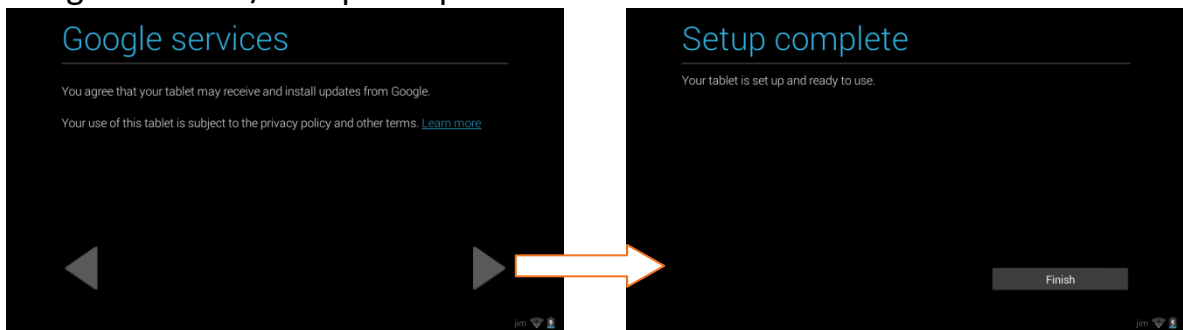 Google services
You agree that your tablet may receive and install updates from Google.
Your use of this tablet is subject to the privacy policy and other terms. Learn more
jim
Setup complete
Your tablet is set up and ready to use.
Finish
jim